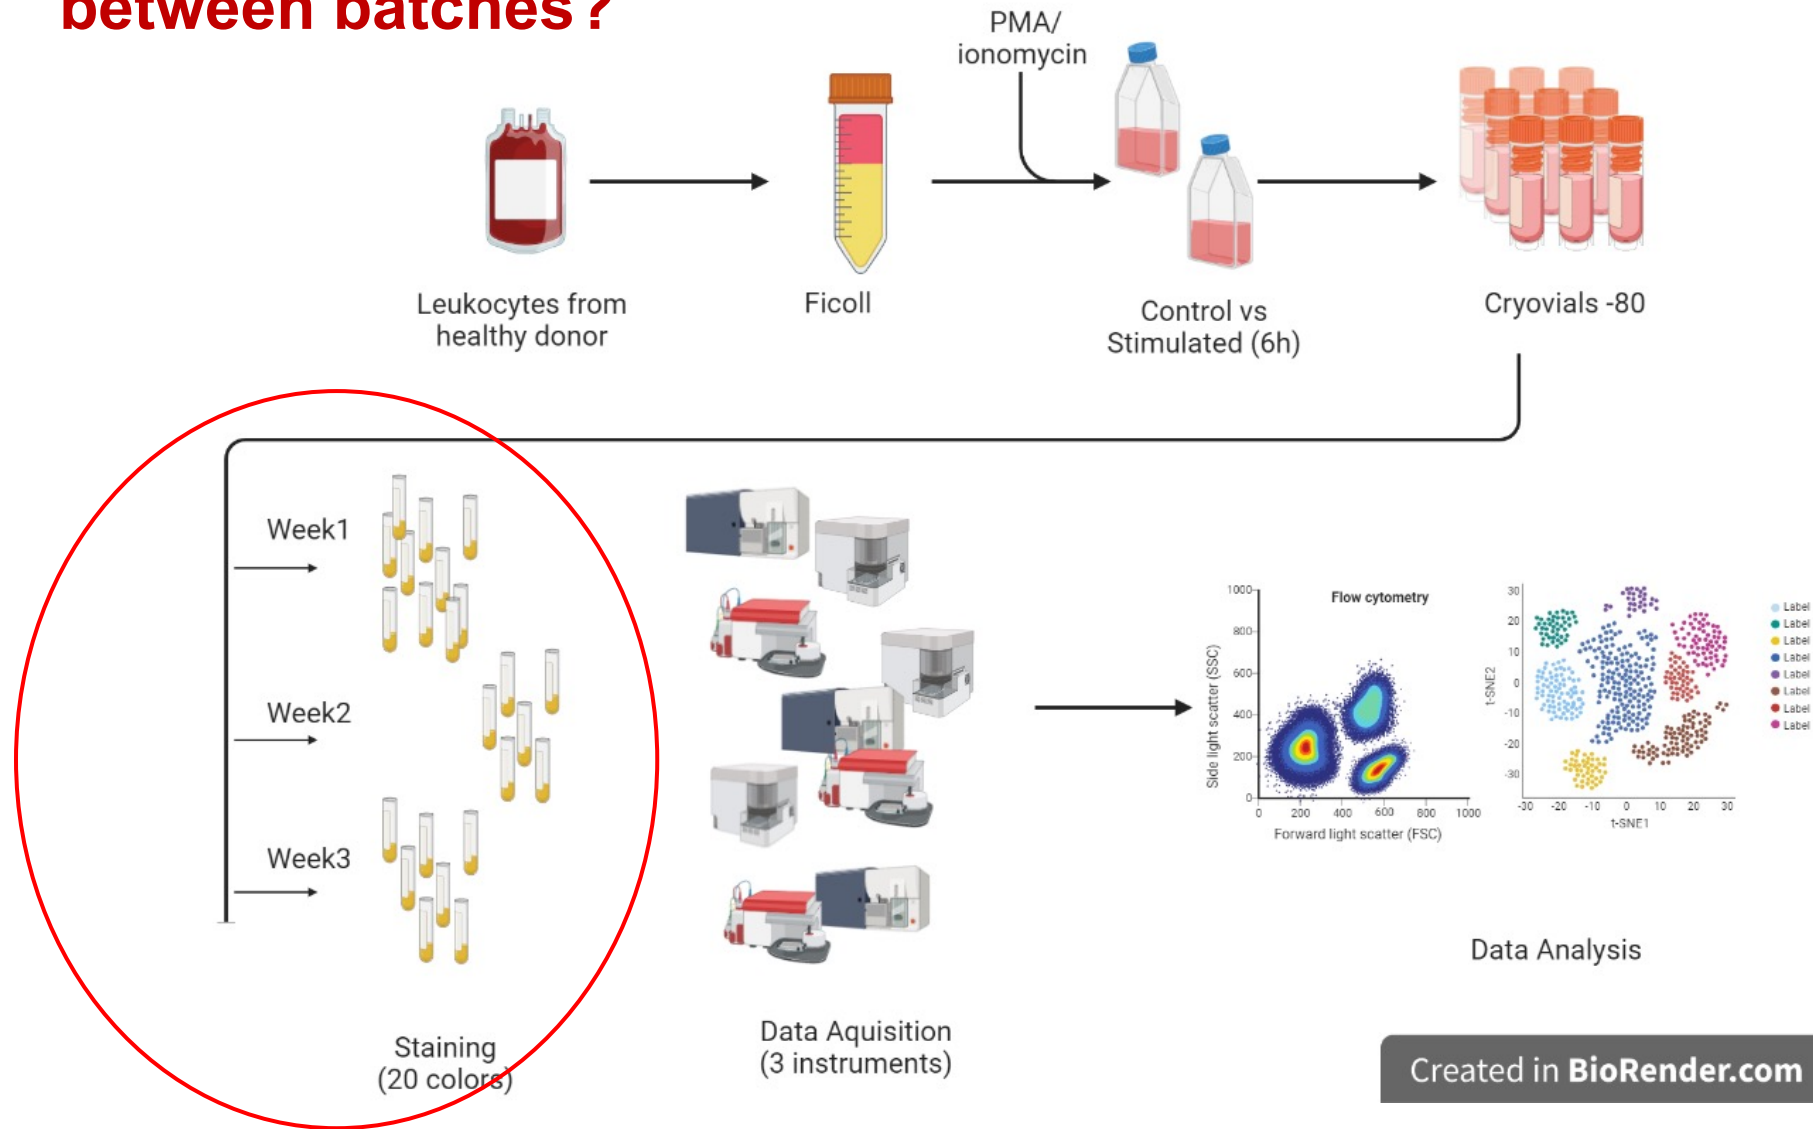 between batches?
PMA/
ionomycin
Leukocytes from
healthy donor
Ficoll
Control vs
Stimulated (6h)
Cryovials -80
Week1
Week2
Week3
Staining
(20 colors)
Data Aquisition
(3 instruments)
Flow cytometry
Side light scatter (SSC)
1000
800
600
400
200
0
0 200 400 600 800 1000
Forward light scatter (FSC)
t-SNE2
30
20
10
0
-10
-20
-30
-30 -20 -10 0 10 20 30
t-SNE1
Label
Label
Label
Label
Label
Label
Label
Label
Data Analysis
Created in BioRender.com